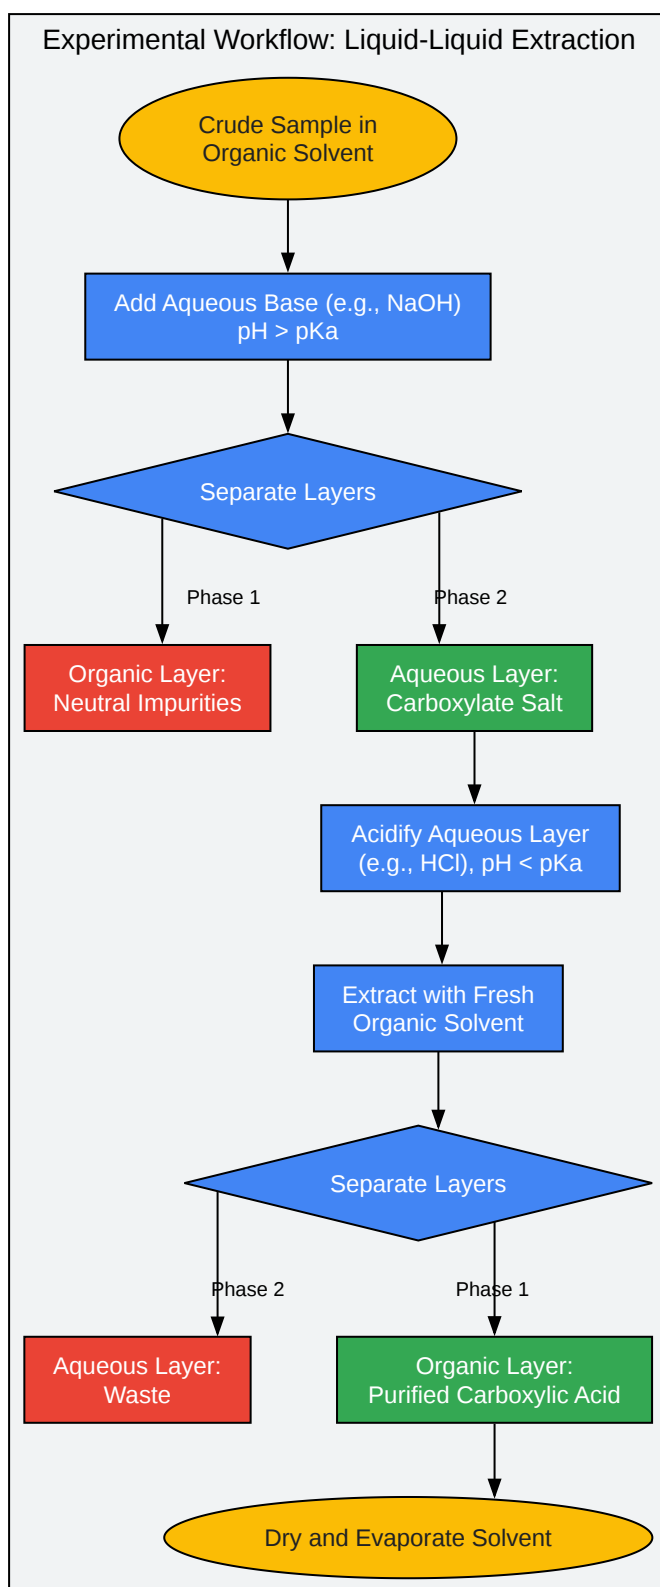 Experimental Workflow: Liquid-Liquid Extraction
Crude Sample in
Organic Solvent
Add Aqueous Base (e.g., NaOH)
pH > pKa
Separate Layers
Phase 1
Phase 2
Organic Layer:
Neutral Impurities
Aqueous Layer:
Carboxylate Salt
Acidify Aqueous Layer
(e.g., HCl), pH < pKa
Extract with Fresh
Organic Solvent
Separate Layers
Phase 2
Phase 1
Aqueous Layer:
Waste
Organic Layer:
Purified Carboxylic Acid
Dry and Evaporate Solvent